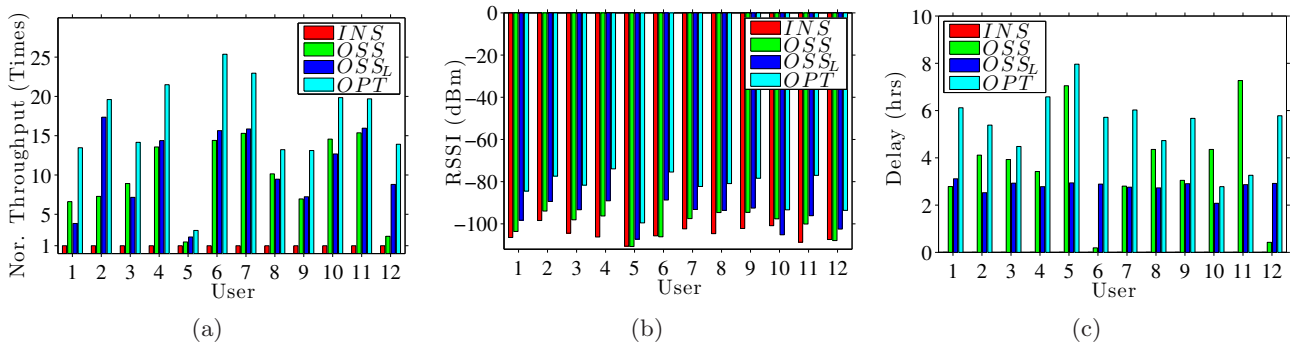 Nor. Throughput (Times)
25
20
15
10
5
1
INS
OSS
OSS_L
OPT
1 2 3 4 5 6 7 8 9 10 11 12
User
(a)
RSSI (dBm)
0
−20
−40
−60
−80
−100
INS
OSS
OSS_L
OPT
1 2 3 4 5 6 7 8 9 10 11 12
User
(b)
Delay (hrs)
10
8
6
4
2
0
INS
OSS
OSS_L
OPT
1 2 3 4 5 6 7 8 9 10 11 12
User
(c)